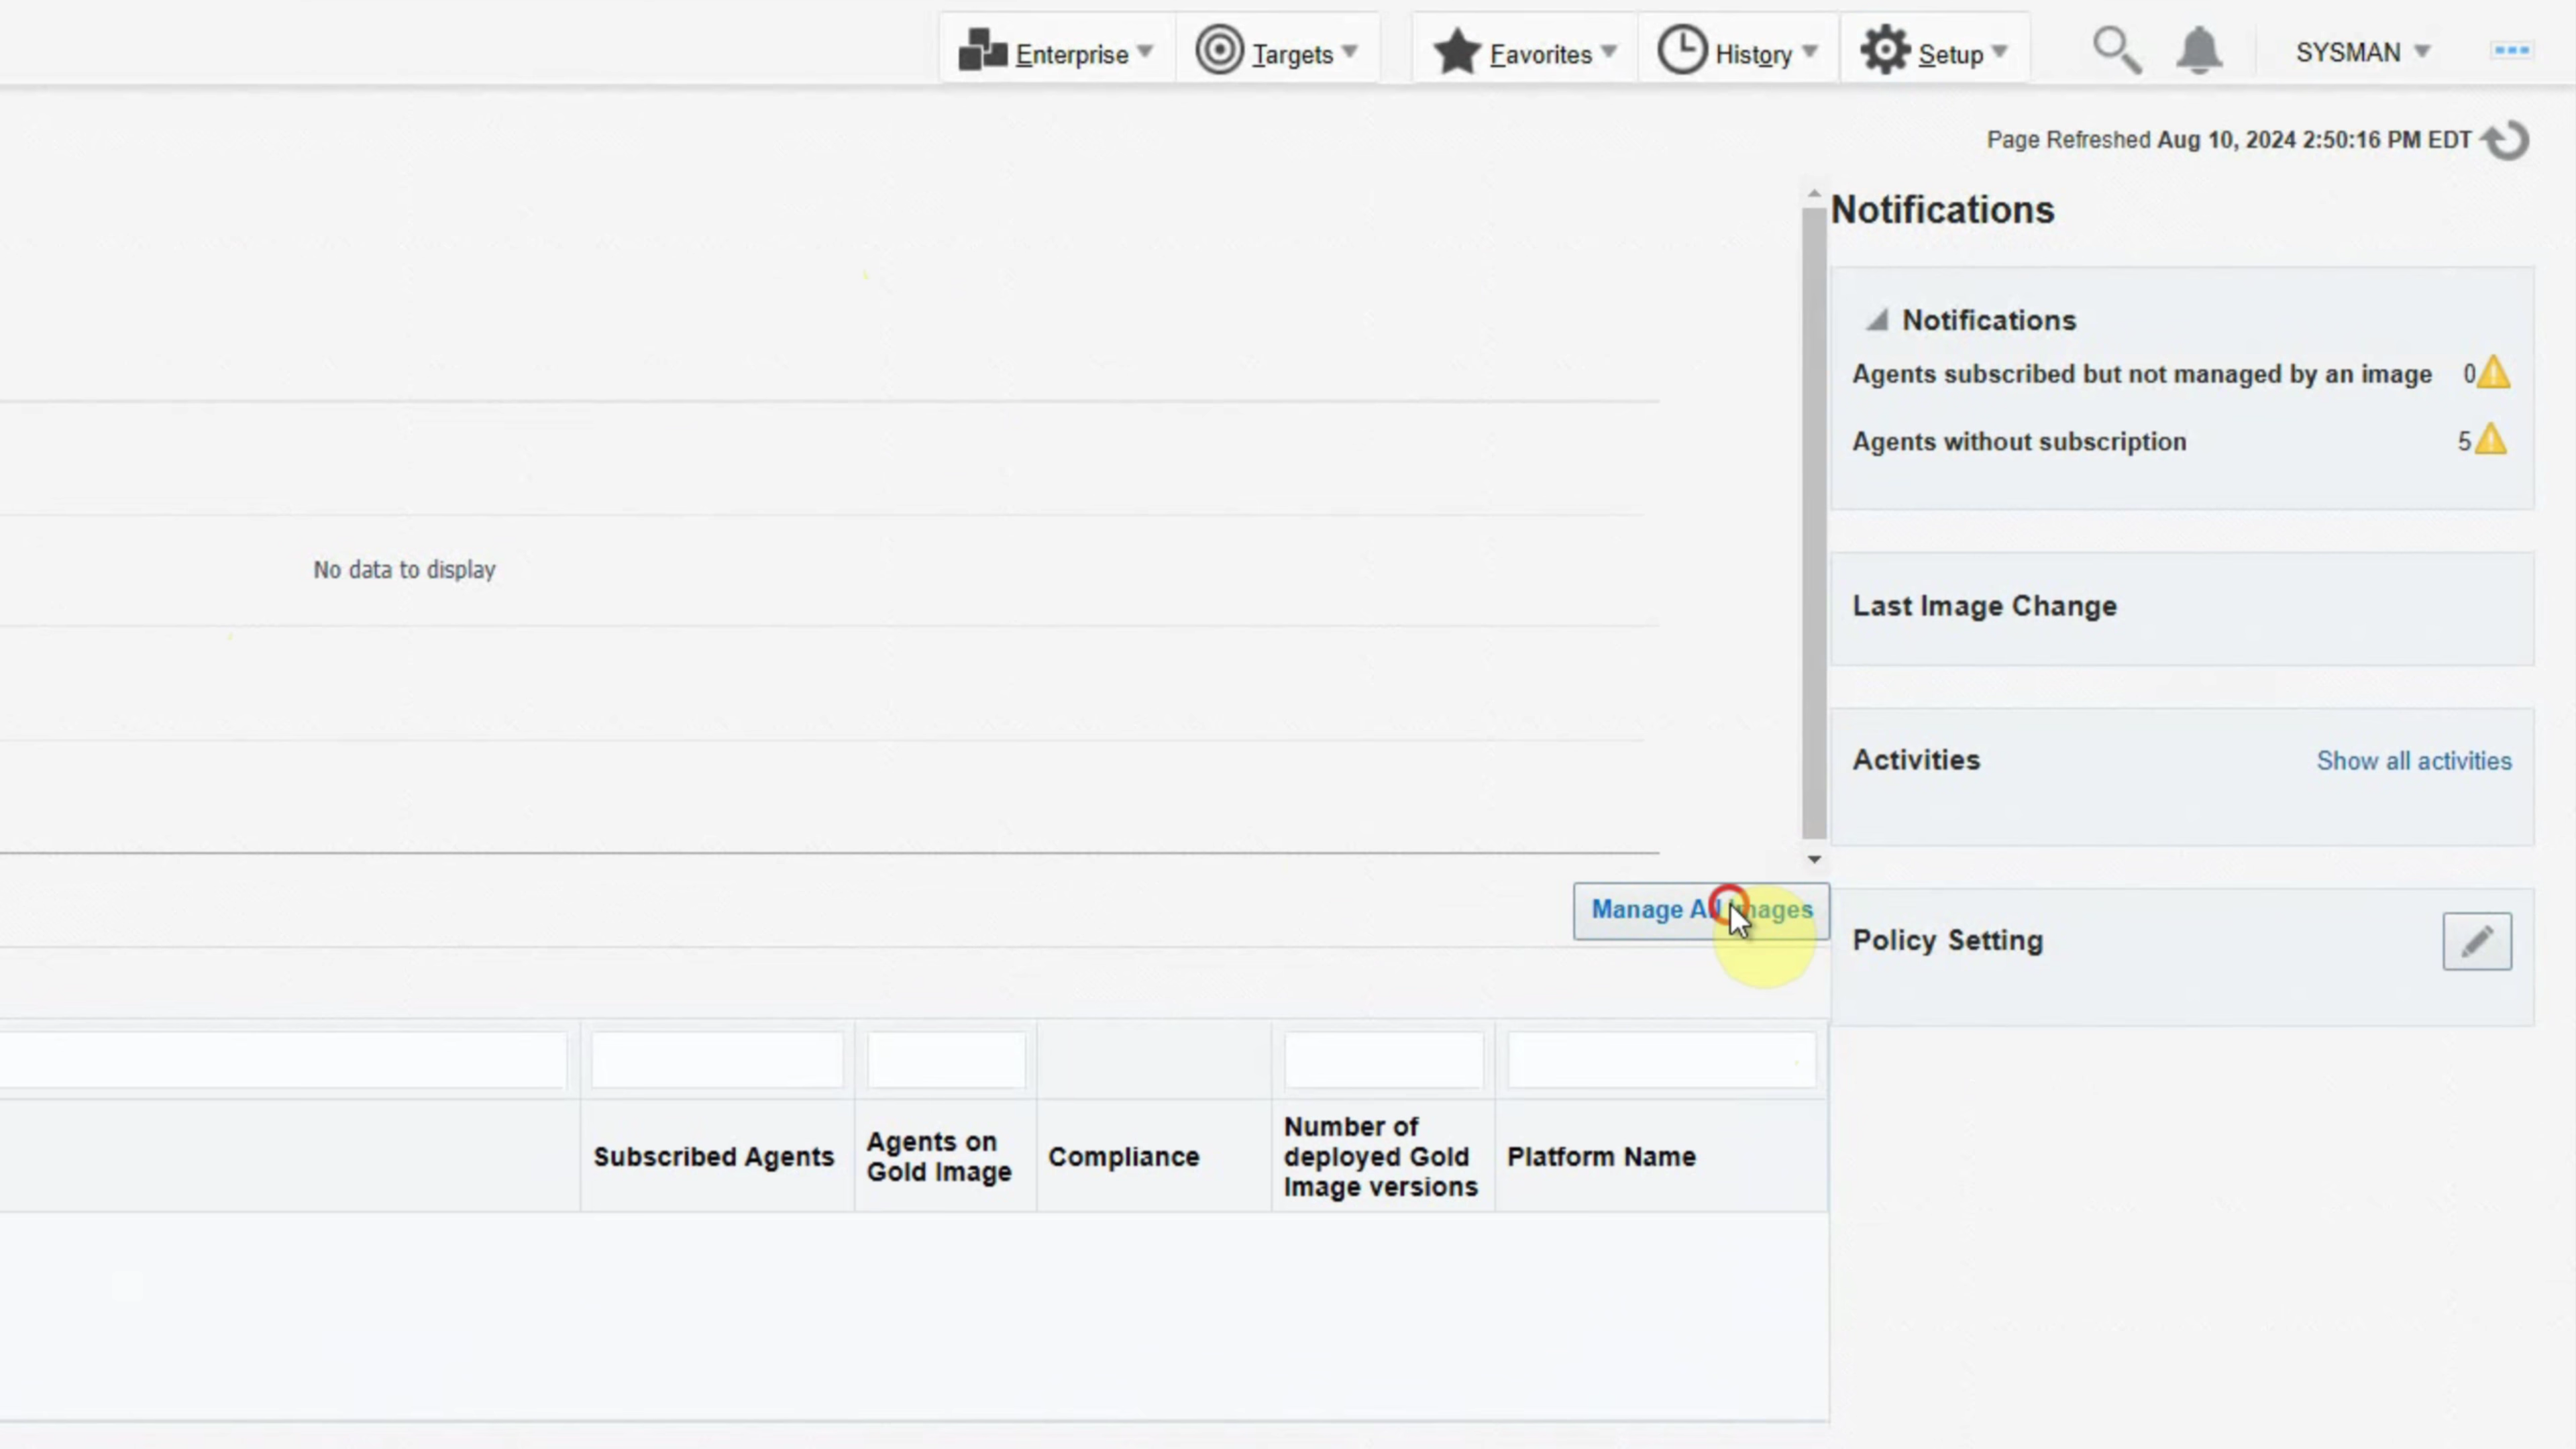 Enterprise
Targets
Favorites
History
Setup
SYSMAN
Page Refreshed Aug 10, 2024 2:50:16 PM EDT
Notifications
Notifications
Agents subscribed but not managed by an image 0
Agents without subscription 5
No data to display
Last Image Change
Activities
Show all activities
Manage All Images
Policy Setting
Subscribed Agents
Agents on
Gold Image
Compliance
Number of
deployed Gold
Image versions
Platform Name